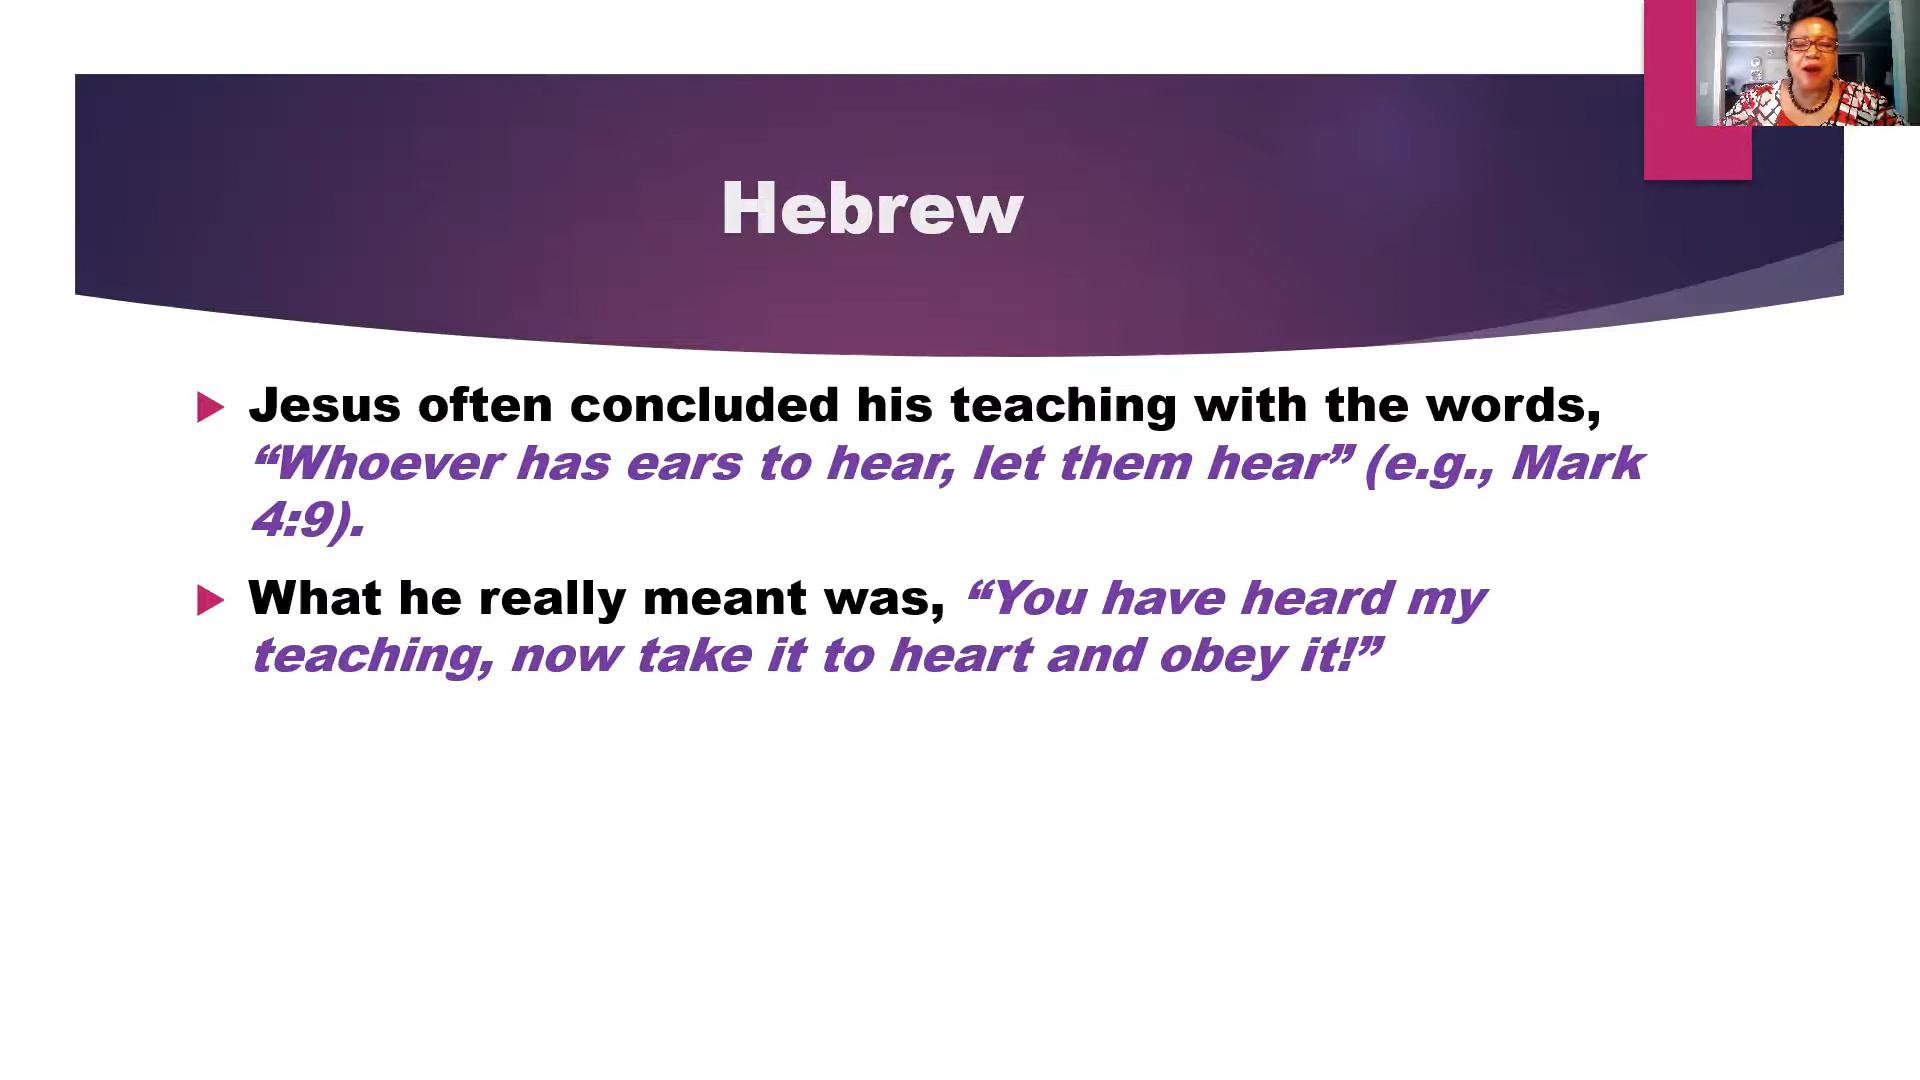 Hebrew
Jesus often concluded his teaching with the words,
“Whoever has ears to hear, let them hear” (e.g., Mark
4:9).
What he really meant was, “You have heard my
teaching, now take it to heart and obey it!”